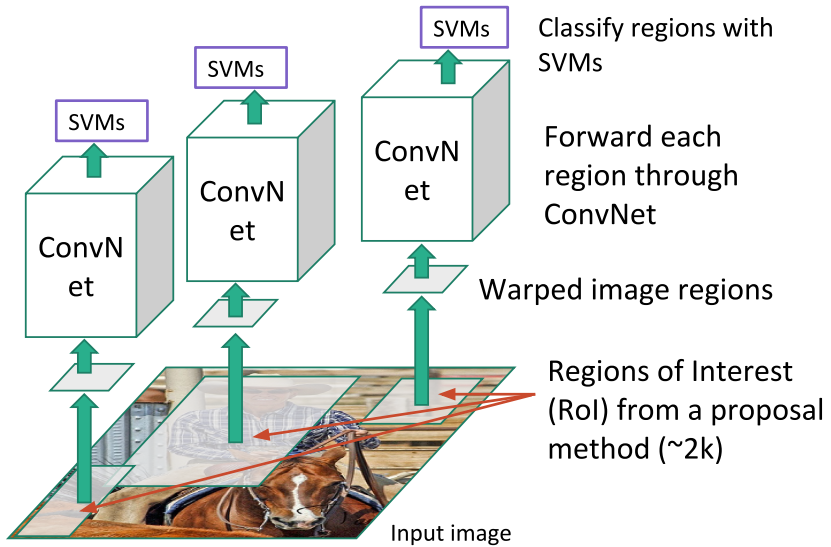 SVMs
Classify regions with
SVMs
SVMs
SVMs
ConvN
et
Forward each
region through
ConvNet
ConvN
et
ConvN
et
Warped image regions
Regions of Interest
(RoI) from a proposal
method (~2k)
Input image